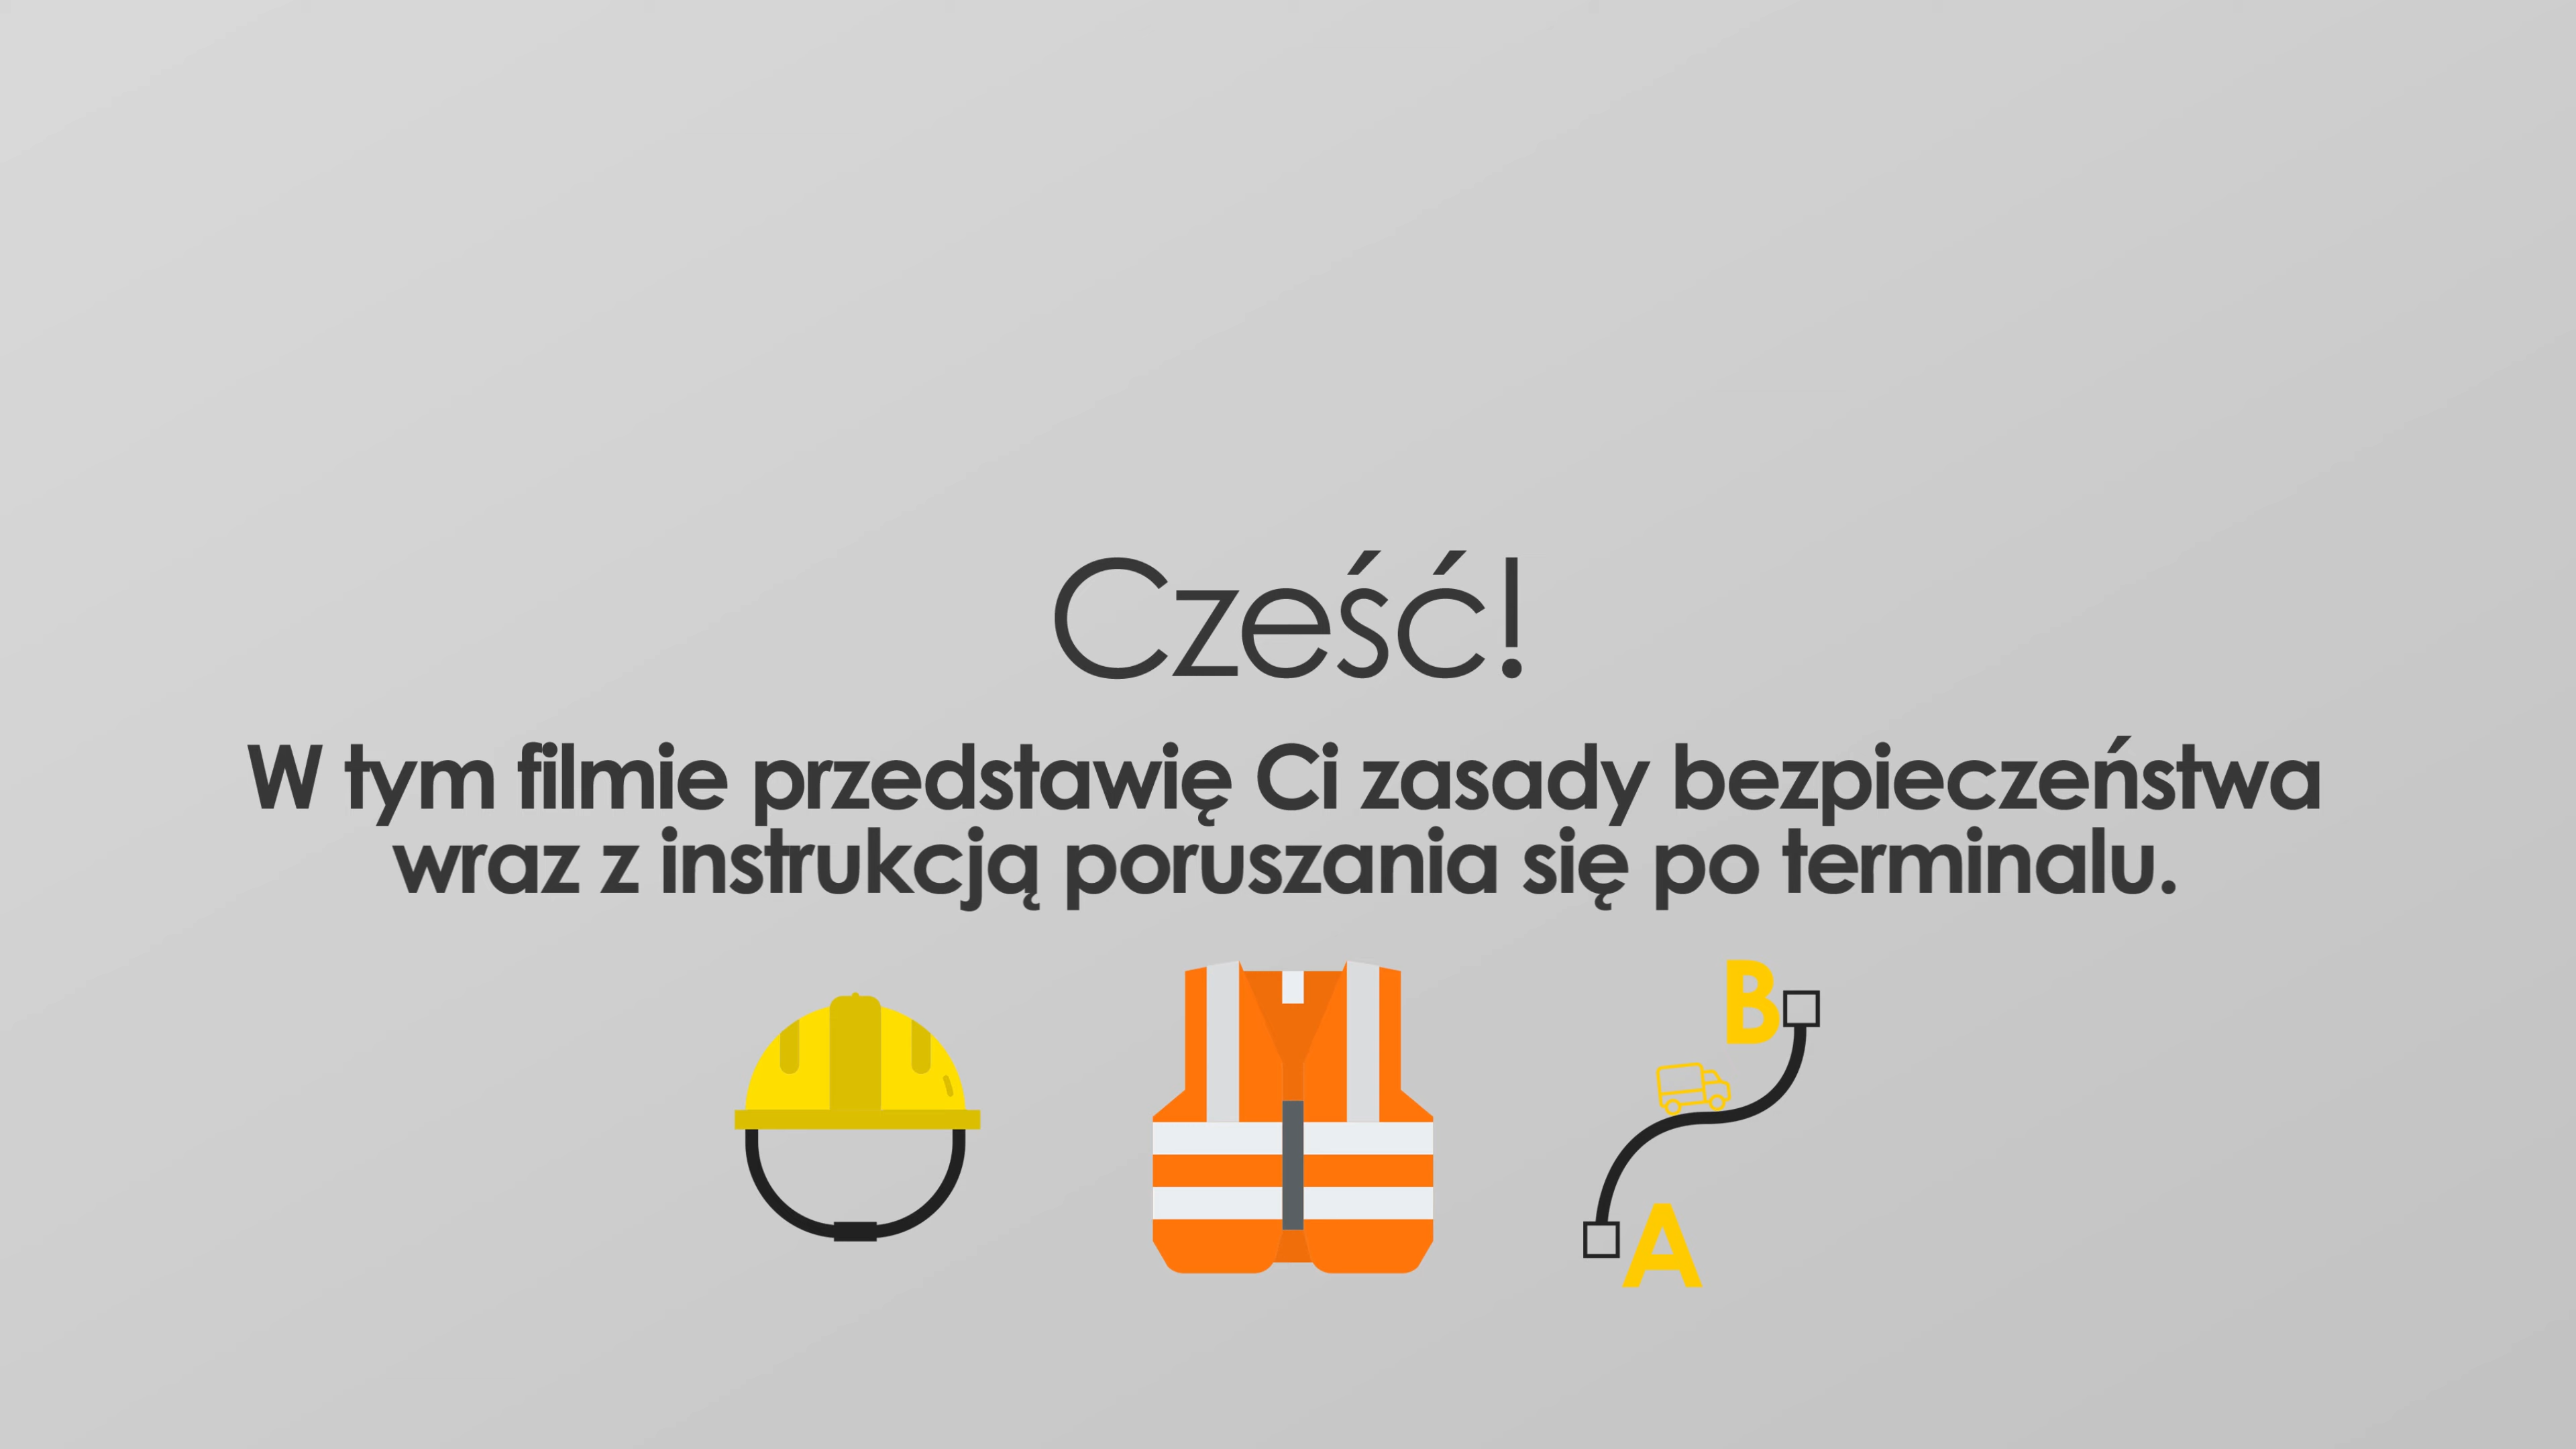 Cześć!
W tym filmie przedstawię Ci zasady bezpieczeństwa
wraz z instrukcją poruszania się po terminalu.
B
A